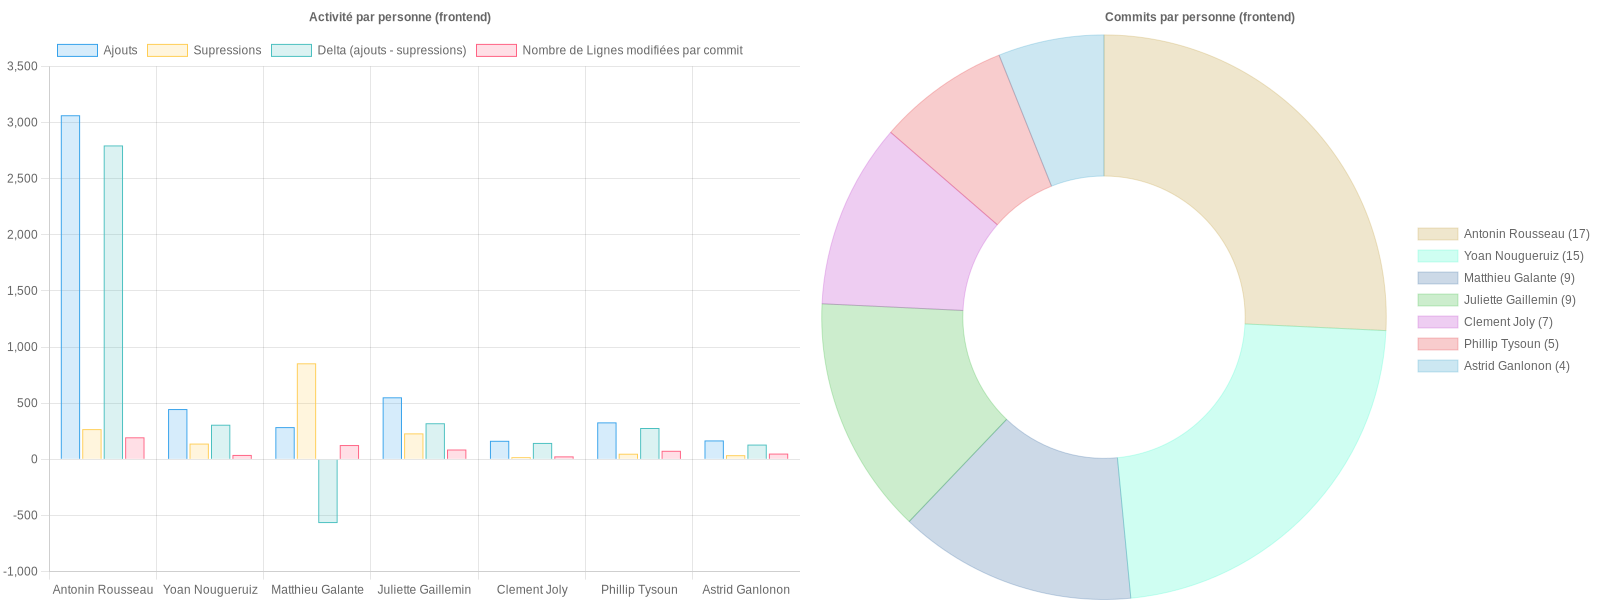 Activité par personne (frontend)
Ajouts
Supressions
Delta (ajouts - supressions)
Nombre de Lignes modifiées par commit
3,500
3,000
2,500
2,000
1,500
1,000
500
0
-500
-1,000
Antonin Rousseau
Yoan Nougueruiz
Matthieu Galante
Juliette Gaillemin
Clement Joly
Phillip Tysoun
Astrid Ganlonon
Commits par personne (frontend)
Antonin Rousseau (17)
Yoan Nougueruiz (15)
Matthieu Galante (9)
Juliette Gaillemin (9)
Clement Joly (7)
Phillip Tysoun (5)
Astrid Ganlonon (4)